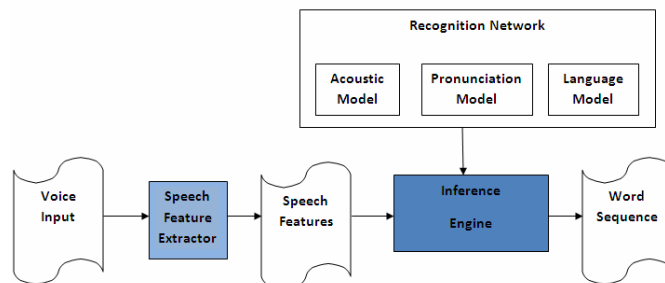 Recognition Network
Acoustic
Model
Pronunciation
Model
Language
Model
Voice
Input
Speech
Feature
Extractor
Speech
Features
Inference
Engine
Word
Sequence